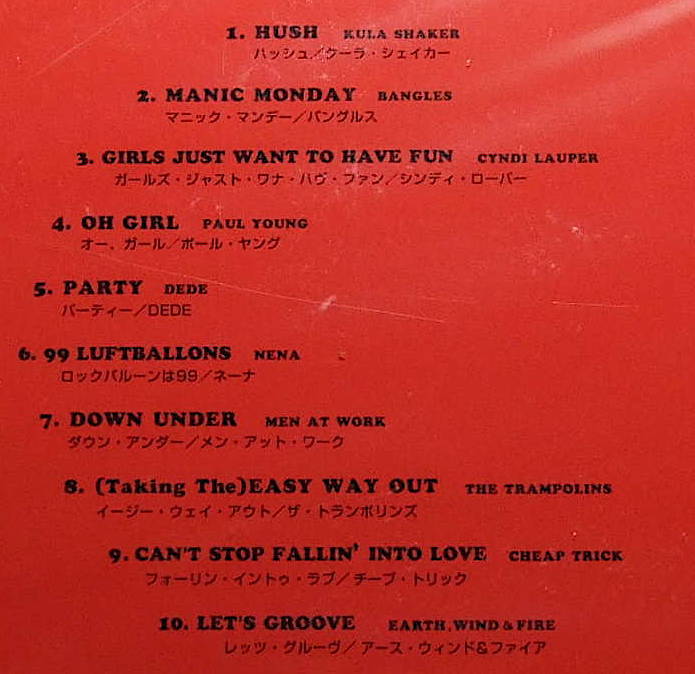 1. HUSH KULA SHAKER
ハッシュ/クーラ・シェイカー
2. MANIC MONDAY BANGLES
マニック・マンデー/バングルス
3. GIRLS JUST WANT TO HAVE FUN CYNDI LAUPER
ガールズ・ジャスト・ワナ・ハヴ・ファン/シンディ・ローパー
4. OH GIRL PAUL YOUNG
オー、ガール/ポール・ヤング
5. PARTY DEDE
パーティー/DEDE
6. 99 LUFTBALLONS NENA
ロックバルーンは99/ネーナ
7. DOWN UNDER MEN AT WORK
ダウン・アンダー/メン・アット・ワーク
8. (Taking The)EASY WAY OUT THE TRAMPOLINS
イージー・ウェイ・アウト/ザ・トランポリンズ
9. CAN'T STOP FALLIN' INTO LOVE CHEAP TRICK
フォーリン・イントゥ・ラブ/チープ・トリック
10. LET'S GROOVE EARTH, WIND & FIRE
レッツ・グルーヴ/アース・ウィンド&ファイア